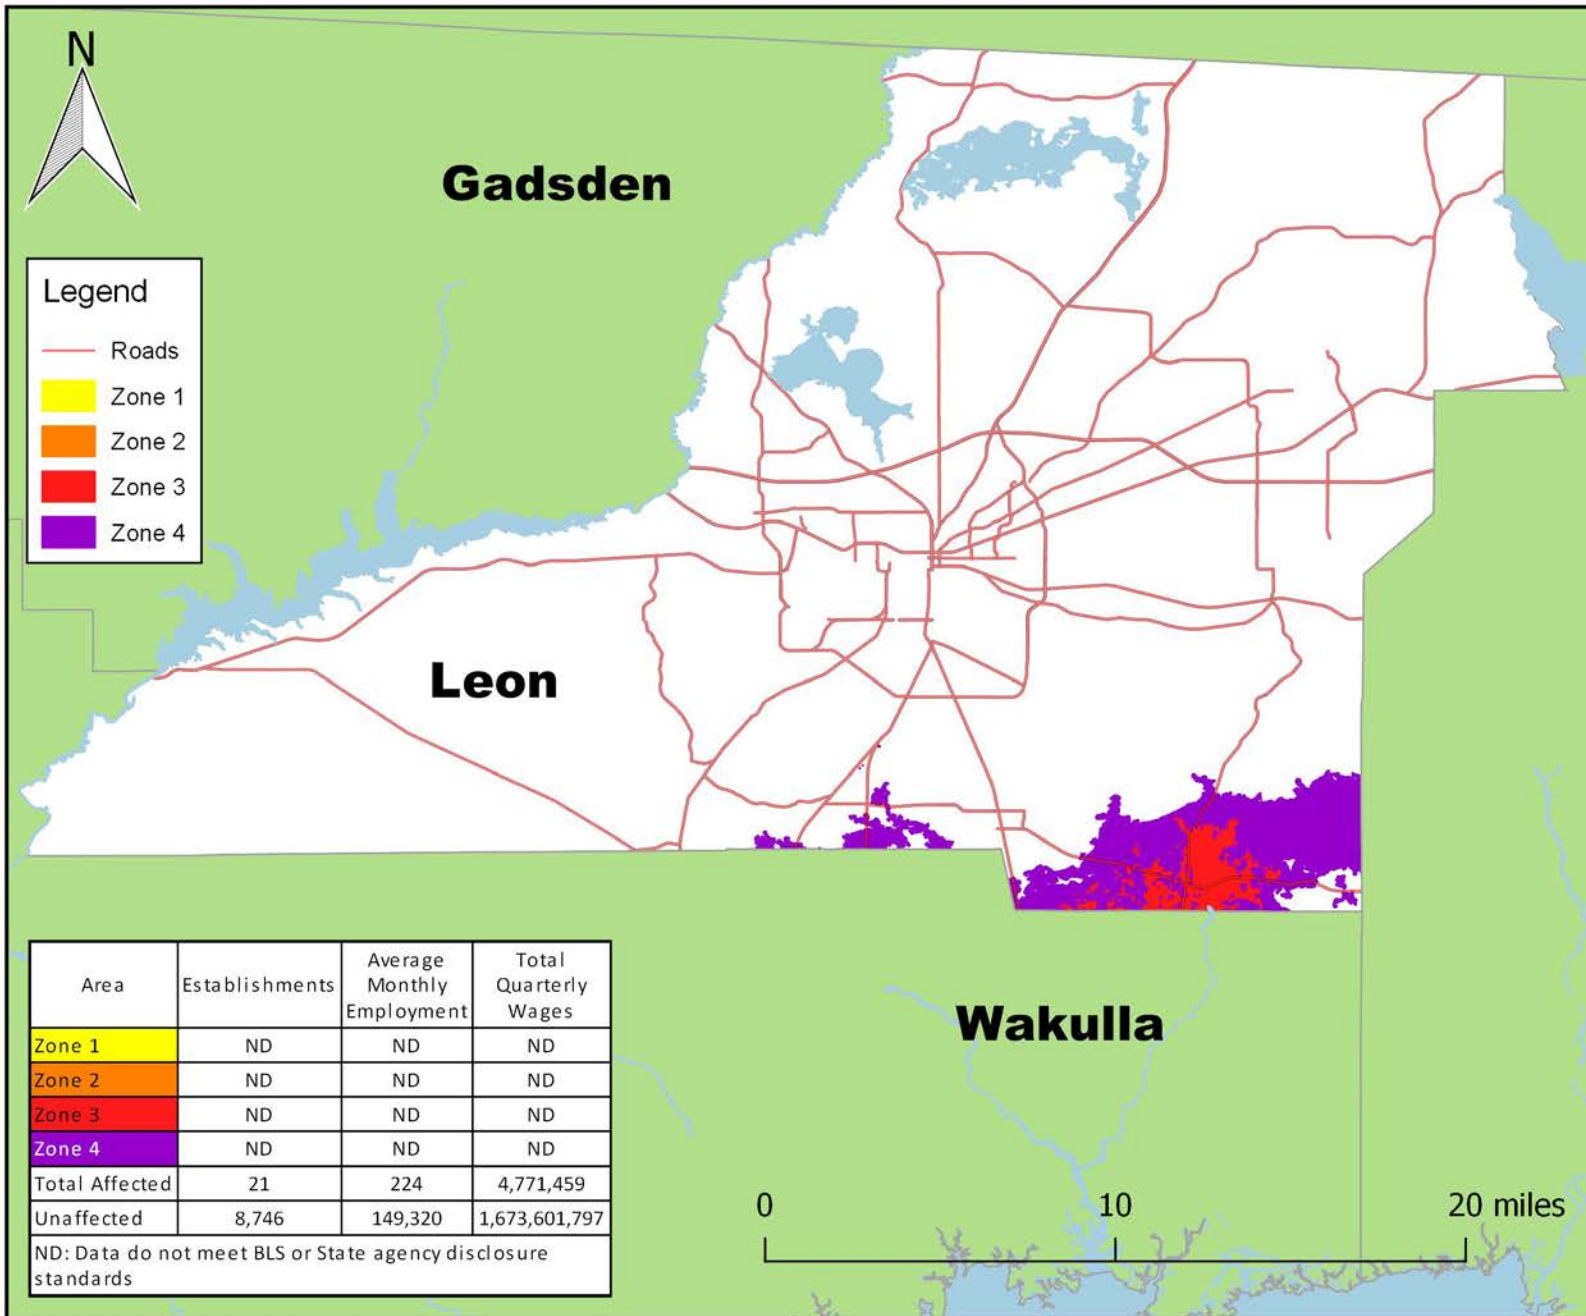 N
Gadsden
Legend
Roads
Zone 1
Zone 2
Zone 3
Zone 4
Leon
Wakulla
Area Establishments Average Monthly Employment Total Quarterly Wages
Zone 1 ND ND ND
Zone 2 ND ND ND
Zone 3 ND ND ND
Zone 4 ND ND ND
Total Affected 21 224 4,771,459
Unaffected 8,746 149,320 1,673,601,797
ND: Data do not meet BLS or State agency disclosure
standards
0 10 20 miles